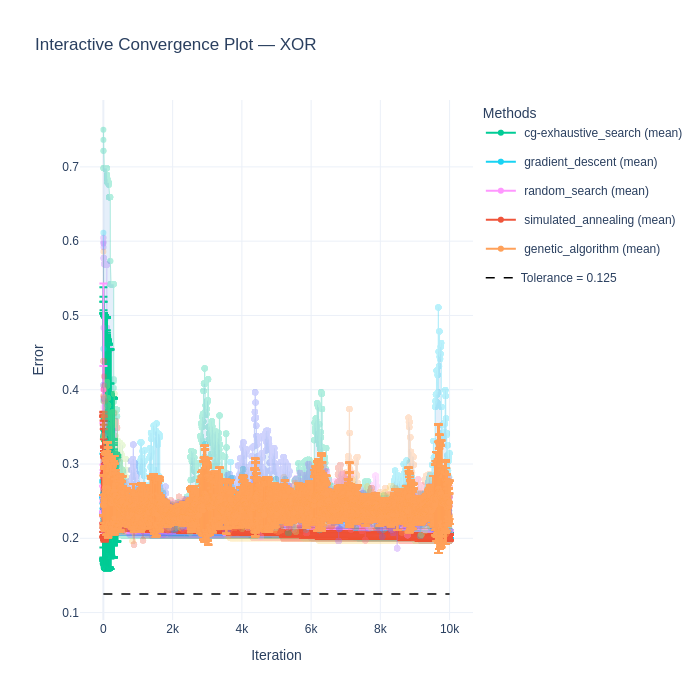 Interactive Convergence Plot — XOR
Methods
cg-exhaustive_search (mean)
gradient_descent (mean)
random_search (mean)
simulated_annealing (mean)
genetic_algorithm (mean)
Tolerance = 0.125
Error
0.7
0.6
0.5
0.4
0.3
0.2
0.1
0
2k
4k
6k
8k
10k
Iteration